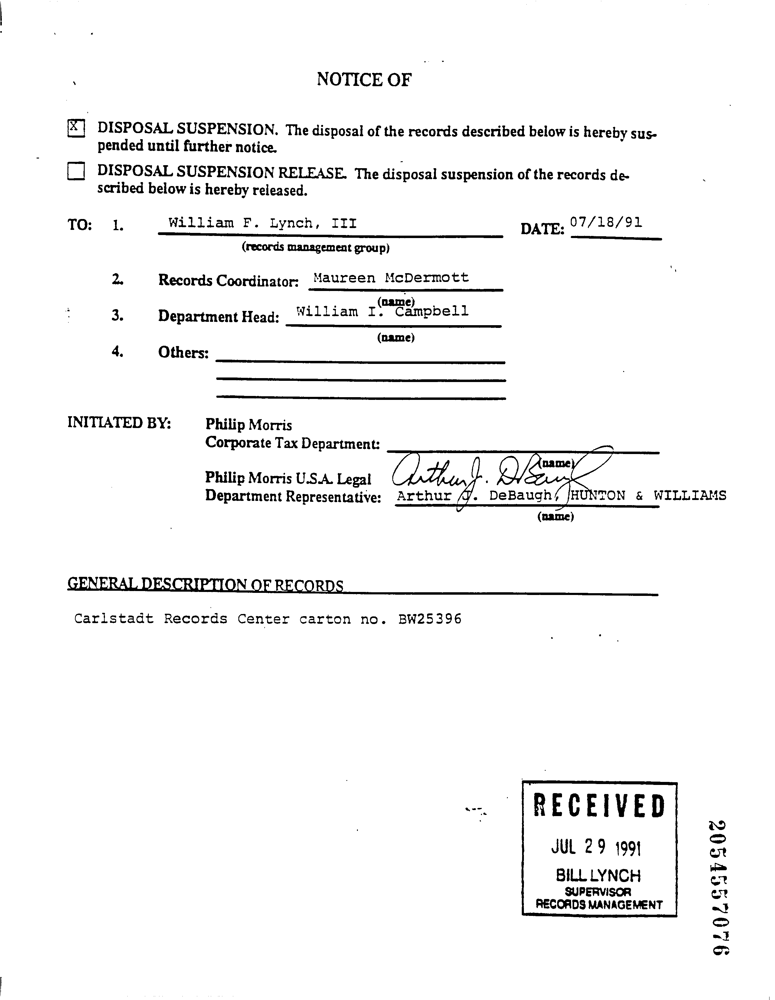 NOTICE OF
X DISPOSAL SUSPENSION. The disposal of the records described below is hereby sus-
pended until further notice.
DISPOSAL SUSPENSION RELEASE. The disposal suspension of the records de-
scribed below is hereby released.
TO: 1. William F. Lynch, III DATE: 07/18/91
(records management group)
2. Records Coordinator: Maureen McDermott
(name)
3. Department Head: William I. Campbell
(name)
4. Others:
INITIATED BY: Philip Morris
Corporate Tax Department:
(name)
Philip Morris U.S.A. Legal Arthur J. DeBaugh
Department Representative: Arthur J. DeBaugh, HUNTON & WILLIAMS
(name)
GENERAL DESCRIPTION OF RECORDS
Carlstadt Records Center carton no. BW25396
RECEIVED
JUL 29 1991
BILL LYNCH
SUPERVISOR
RECORDS MANAGEMENT
2054557076